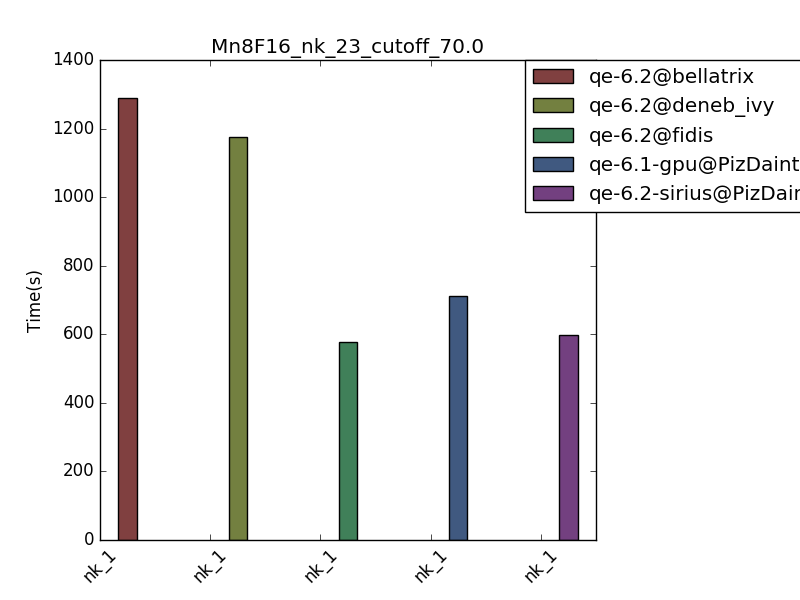 Mn8F16_nk_23_cutoff_70.0
1400
1200
1000
800
600
400
200
0
Time(s)
nk_1
nk_1
nk_1
nk_1
nk_1
qe-6.2@bellatrix
qe-6.2@deneb_ivy
qe-6.2@fidis
qe-6.1-gpu@PizDaint
qe-6.2-sirius@PizDai